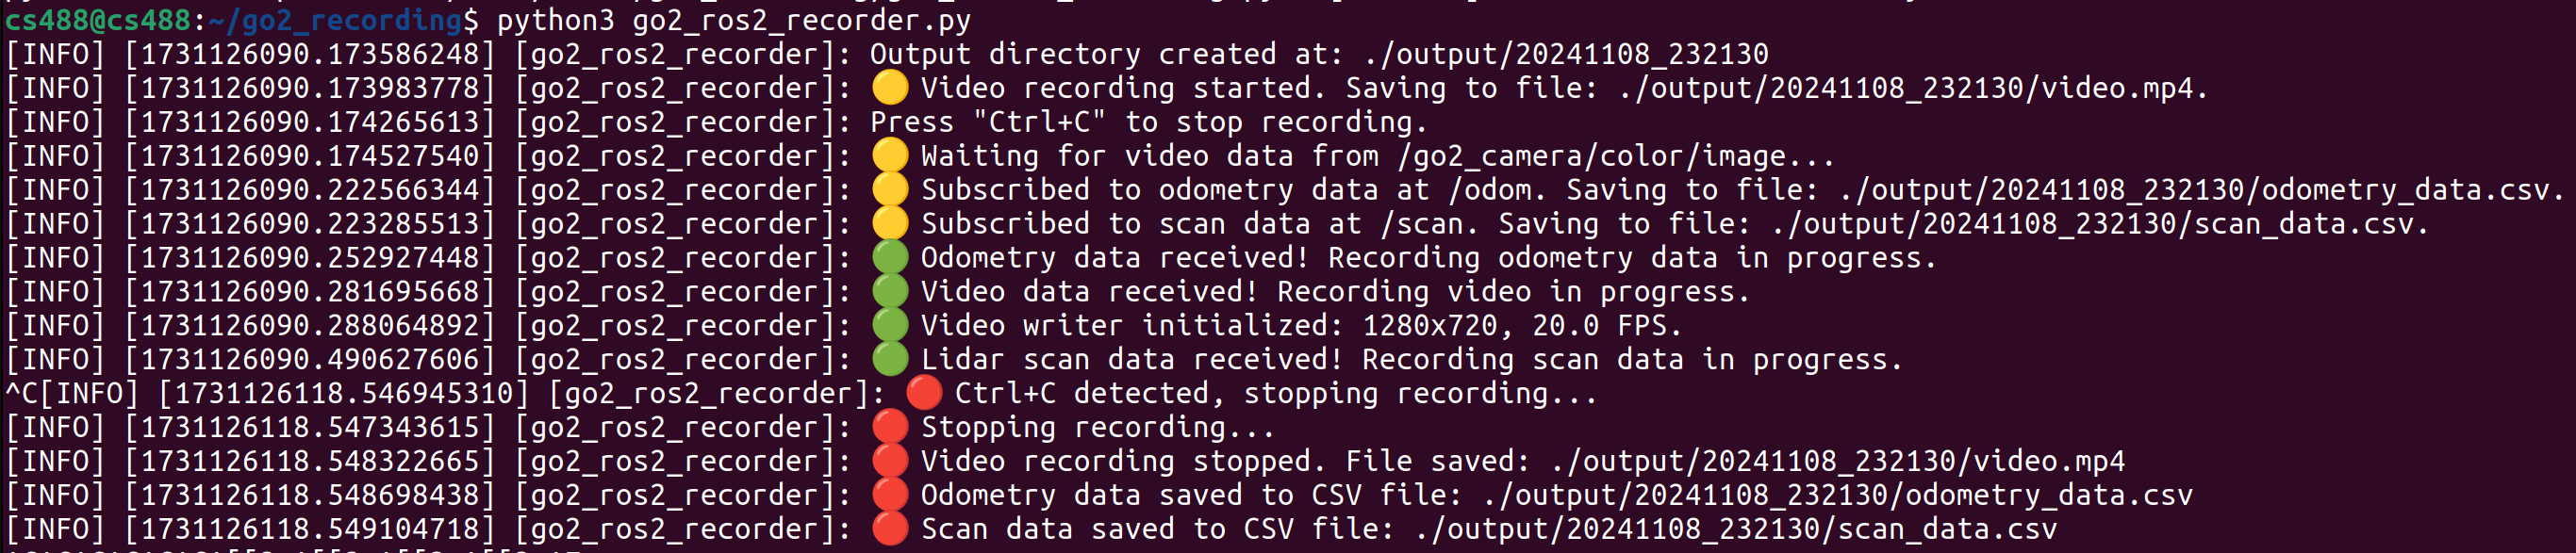 cs488@cs488:~/go2_recording$ python3 go2_ros2_recorder.py
[INFO] [1731126090.173586248] [go2_ros2_recorder]: Output directory created at: ./output/20241108_232130
[INFO] [1731126090.173983778] [go2_ros2_recorder]: 🟡 Video recording started. Saving to file: ./output/20241108_232130/video.mp4.
[INFO] [1731126090.174265613] [go2_ros2_recorder]: Press "Ctrl+C" to stop recording.
[INFO] [1731126090.174527540] [go2_ros2_recorder]: 🟡 Waiting for video data from /go2_camera/color/image...
[INFO] [1731126090.222566344] [go2_ros2_recorder]: 🟡 Subscribed to odometry data at /odom. Saving to file: ./output/20241108_232130/odometry_data.csv.
[INFO] [1731126090.223285513] [go2_ros2_recorder]: 🟡 Subscribed to scan data at /scan. Saving to file: ./output/20241108_232130/scan_data.csv.
[INFO] [1731126090.252927448] [go2_ros2_recorder]: 🟢 Odometry data received! Recording odometry data in progress.
[INFO] [1731126090.281695668] [go2_ros2_recorder]: 🟢 Video data received! Recording video in progress.
[INFO] [1731126090.288064892] [go2_ros2_recorder]: 🟢 Video writer initialized: 1280x720, 20.0 FPS.
[INFO] [1731126090.490627606] [go2_ros2_recorder]: 🟢 Lidar scan data received! Recording scan data in progress.
^C[INFO] [1731126118.546945310] [go2_ros2_recorder]: 🔴 Ctrl+C detected, stopping recording...
[INFO] [1731126118.547343615] [go2_ros2_recorder]: 🔴 Stopping recording...
[INFO] [1731126118.548322665] [go2_ros2_recorder]: 🔴 Video recording stopped. File saved: ./output/20241108_232130/video.mp4
[INFO] [1731126118.548698438] [go2_ros2_recorder]: 🔴 Odometry data saved to CSV file: ./output/20241108_232130/odometry_data.csv
[INFO] [1731126118.549104718] [go2_ros2_recorder]: 🔴 Scan data saved to CSV file: ./output/20241108_232130/scan_data.csv